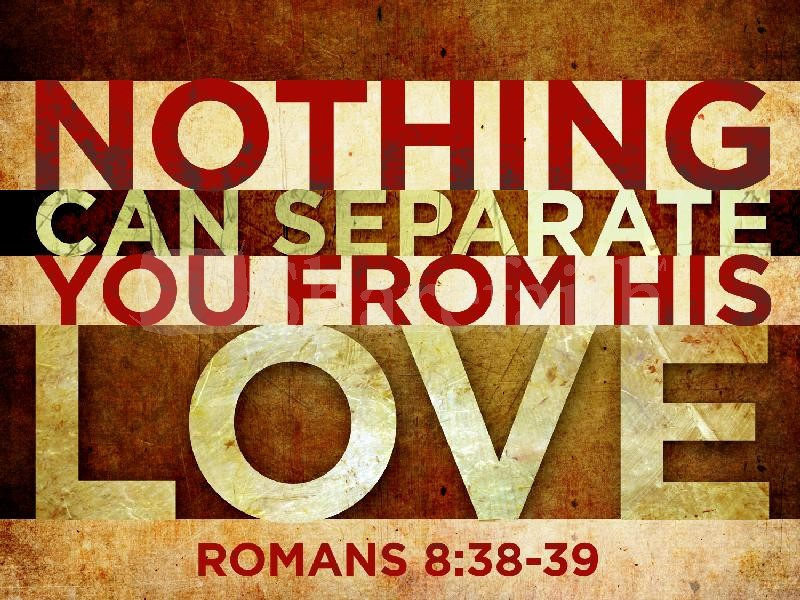 NOTHING
CAN SEPARATE
YOU FROM HIS
LOVE
ROMANS 8:38-39